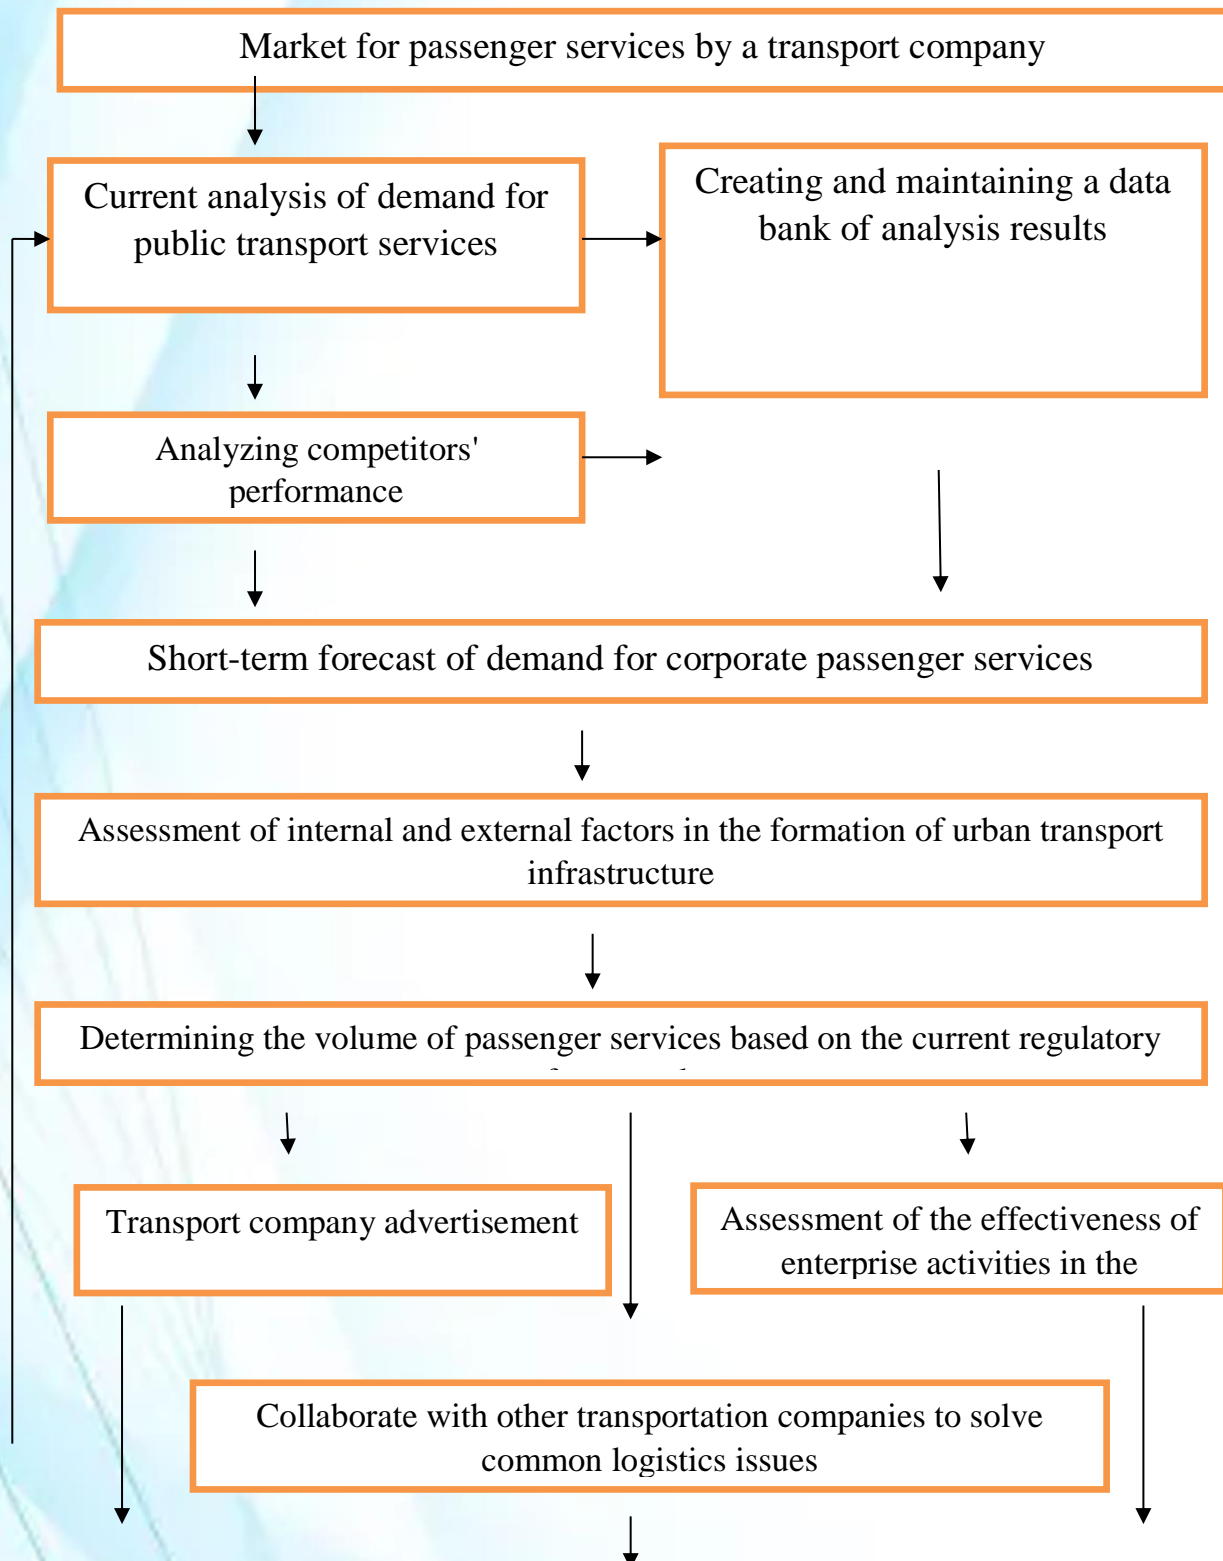 Market for passenger services by a transport company
Current analysis of demand for
public transport services
Creating and maintaining a data
bank of analysis results
Analyzing competitors'
performance
Short-term forecast of demand for corporate passenger services
Assessment of internal and external factors in the formation of urban transport
infrastructure
Determining the volume of passenger services based on the current regulatory
Transport company advertisement
Assessment of the effectiveness of
enterprise activities in the
Collaborate with other transportation companies to solve
common logistics issues